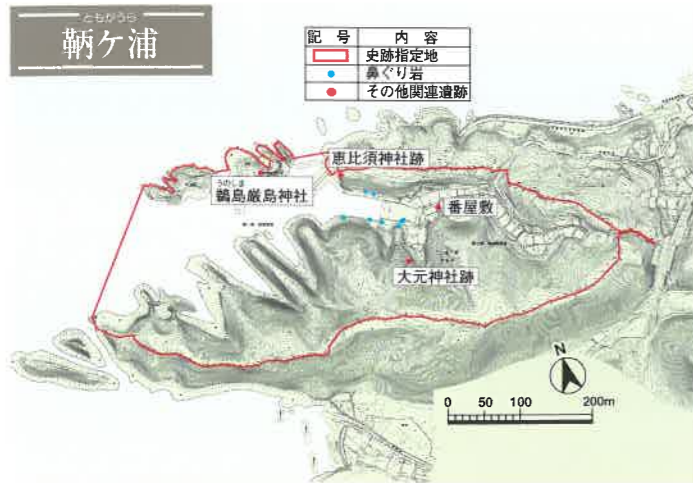 ともがうら
鞆ケ浦
記 号 内 容
史跡指定地
鼻ぐり岩
その他関連遺跡
恵比須神社跡
うのしま
鵜島厳島神社
番屋敷
大元神社跡
N
0 50 100 200m